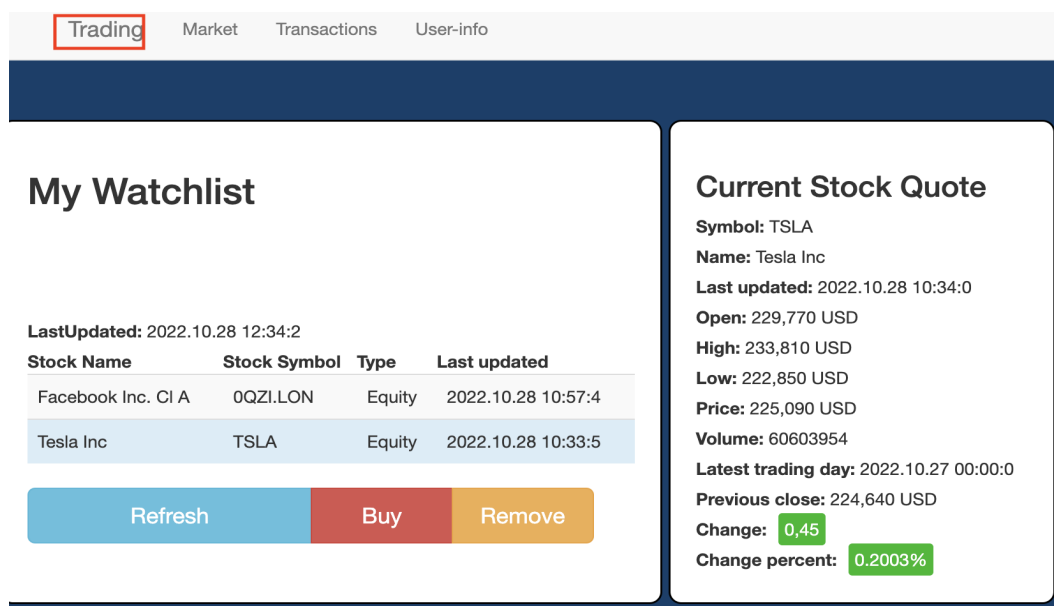 Trading Market Transactions User-info
My Watchlist
LastUpdated: 2022.10.28 12:34:2
Stock Name Stock Symbol Type Last updated
Facebook Inc. Cl A 0QZI.LON Equity 2022.10.28 10:57:4
Tesla Inc TSLA Equity 2022.10.28 10:33:5
Refresh Buy Remove
Current Stock Quote
Symbol: TSLA
Name: Tesla Inc
Last updated: 2022.10.28 10:34:0
Open: 229,770 USD
High: 233,810 USD
Low: 222,850 USD
Price: 225,090 USD
Volume: 60603954
Latest trading day: 2022.10.27 00:00:0
Previous close: 224,640 USD
Change: 0,45
Change percent: 0.2003%